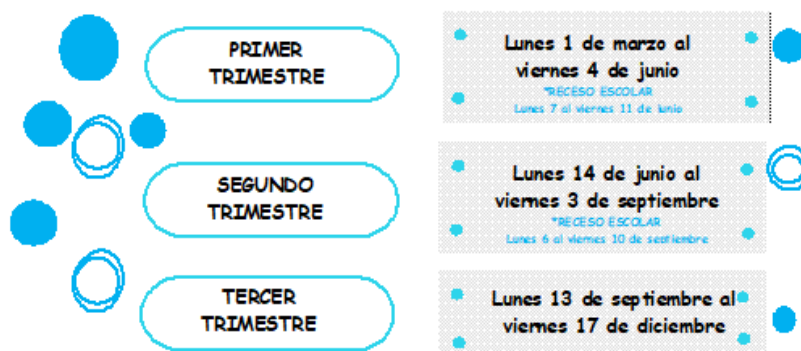 PRIMER
TRIMESTRE
Lunes 1 de marzo al
viernes 4 de junio
*RECESO ESCOLAR
Lunes 7 al viernes 11 de junio
SEGUNDO
TRIMESTRE
Lunes 14 de junio al
viernes 3 de septiembre
*RECESO ESCOLAR
Lunes 6 al viernes 10 de septiembre
TERCER
TRIMESTRE
Lunes 13 de septiembre al
viernes 17 de diciembre